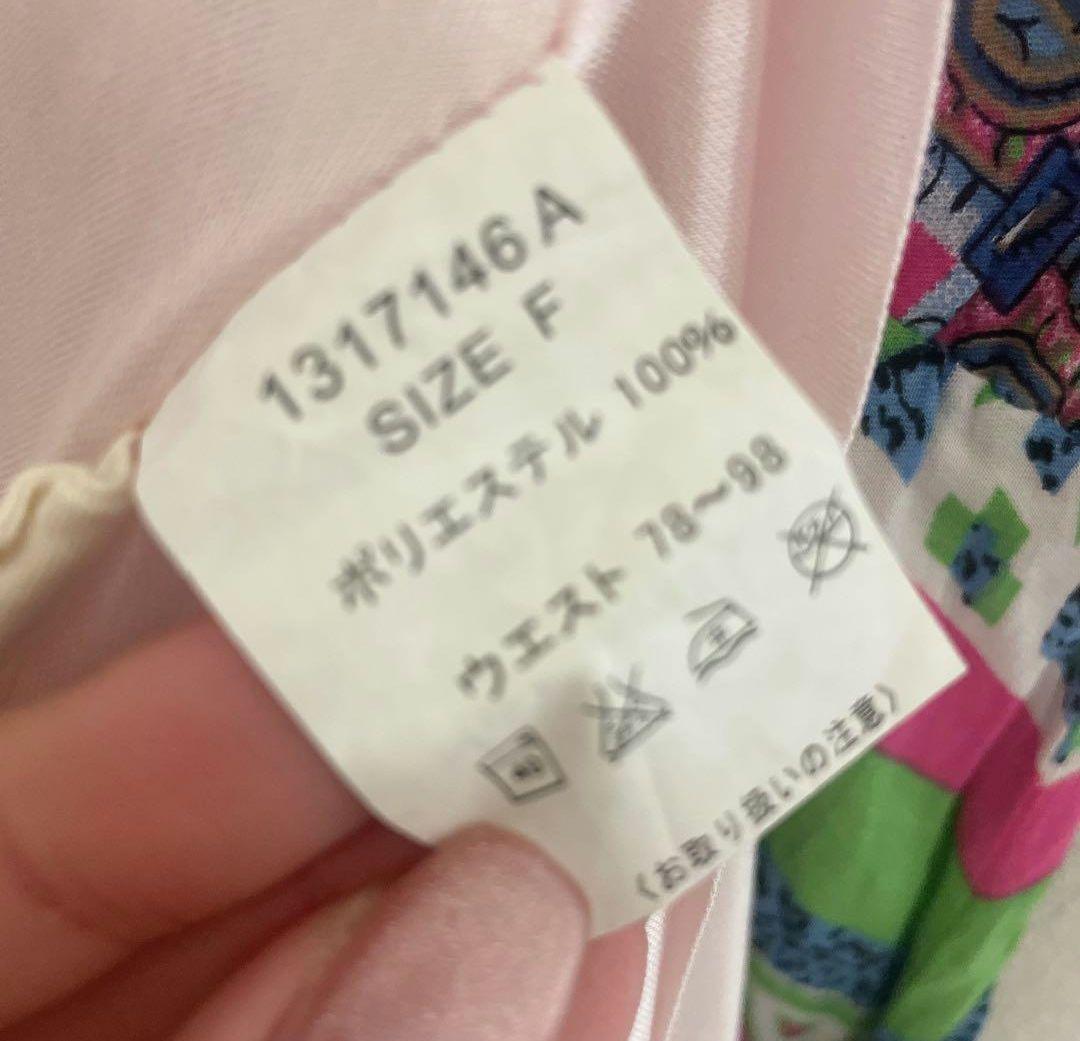 1317146A
SIZE F
ポリエステル 100%
ウエスト 78～98
〈お取り扱いの注意〉